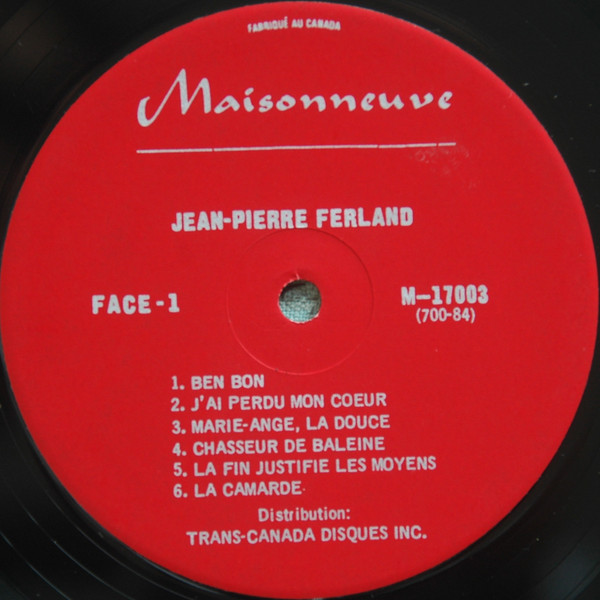 FABRIQUÉ AU CANADA
Maisonneuve
JEAN-PIERRE FERLAND
FACE-1
M-17003
(700-84)
1. BEN BON
2. J'AI PERDU MON COEUR
3. MARIE-ANGE, LA DOUCE
4. CHASSEUR DE BALEINE
5. LA FIN JUSTIFIE LES MOYENS
6. LA CAMARDE
Distribution:
TRANS-CANADA DISQUES INC.